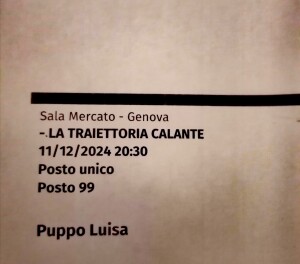 Sala Mercato - Genova
-.LA TRAIETTORIA CALANTE
11/12/2024 20:30
Posto unico
Posto 99
Puppo Luisa